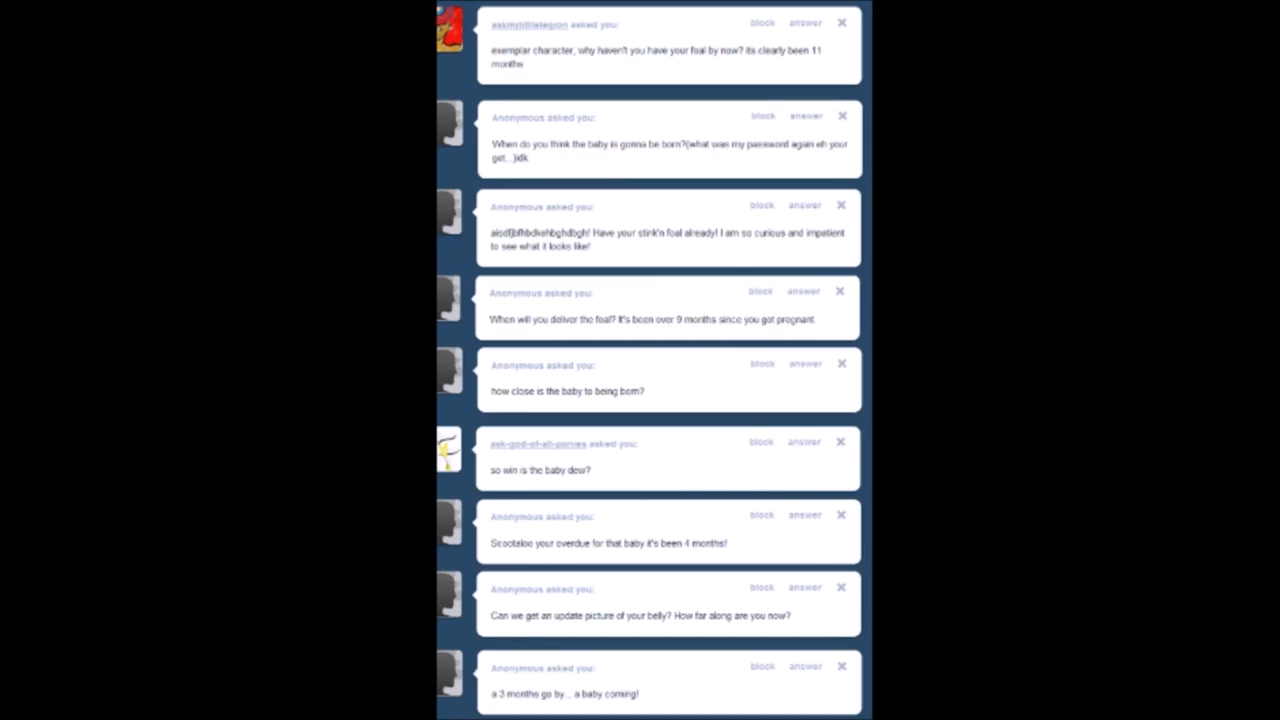 askmylittlelegion asked you: block answer ×
exemplar character, why haven't you have your foal by now? its clearly been 11
months
Anonymous asked you: block answer ×
When do you think the baby is gonna be born?(what was my password again eh your
get...)idk
Anonymous asked you: block answer ×
Have your stink'n foal already! I am so curious and impatient
to see what it looks like!
Anonymous asked you: block answer ×
When will you deliver the foal? It's been over 9 months since you got pregnant
Anonymous asked you: block answer ×
how close is the baby to being born?
ask-god-of-all-ponies asked you: block answer ×
so win is the baby dew?
Anonymous asked you: block answer ×
Scootaloo your overdue for that baby it's been 4 months!
Anonymous asked you: block answer ×
Can we get an update picture of your belly? How far along are you now?
Anonymous asked you: block answer ×
a 3 months go by... a baby coming!